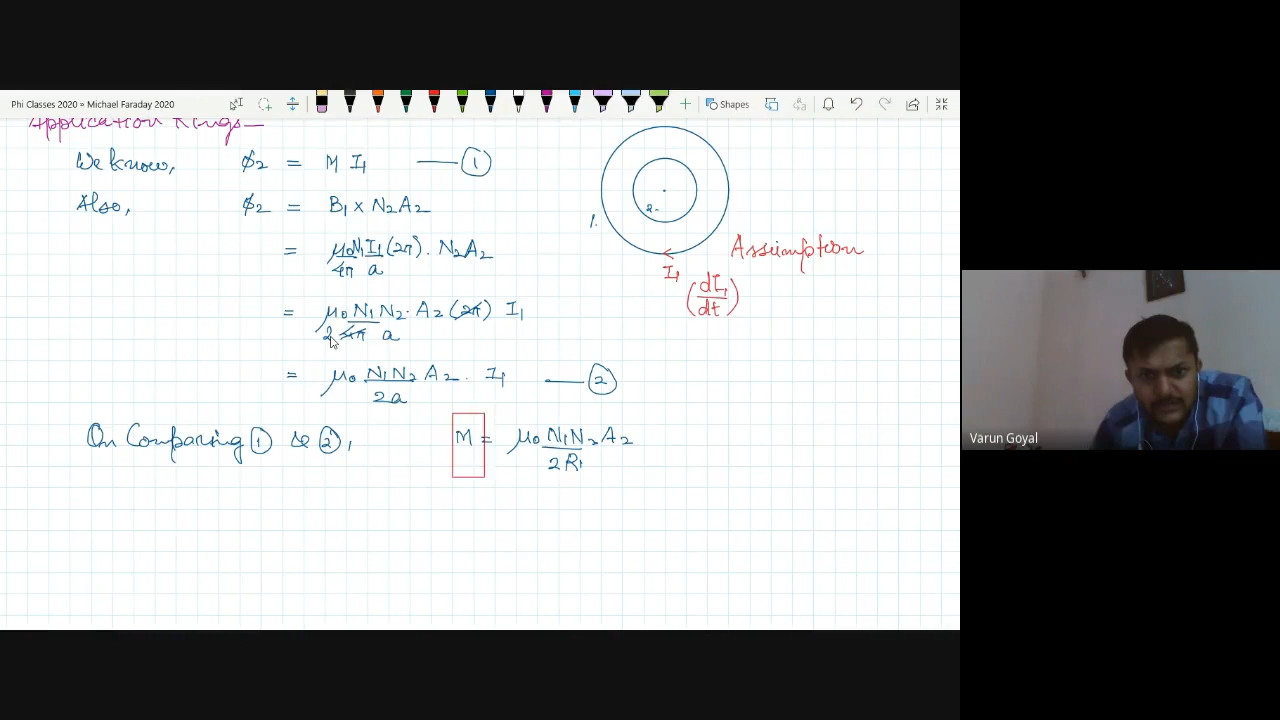 Phi Classes 2020 » Michael Faraday 2020
Shapes
Application Rings
We know, ϕ2 = M I1 —— ①
Also, ϕ2 = B1 × N2A2
= μ0N1I1(2π) . N2A2
4π a
= μ0 N1 N2 . A2 (2π) I1
2 4π a
= μ0 N1N2 A2 . I1 —— ②
2a
On Comparing ① & ②, M = μ0 N1N2A2
2R1
1.
2.
Assumption
I1
(dI1
dt)
Varun Goyal